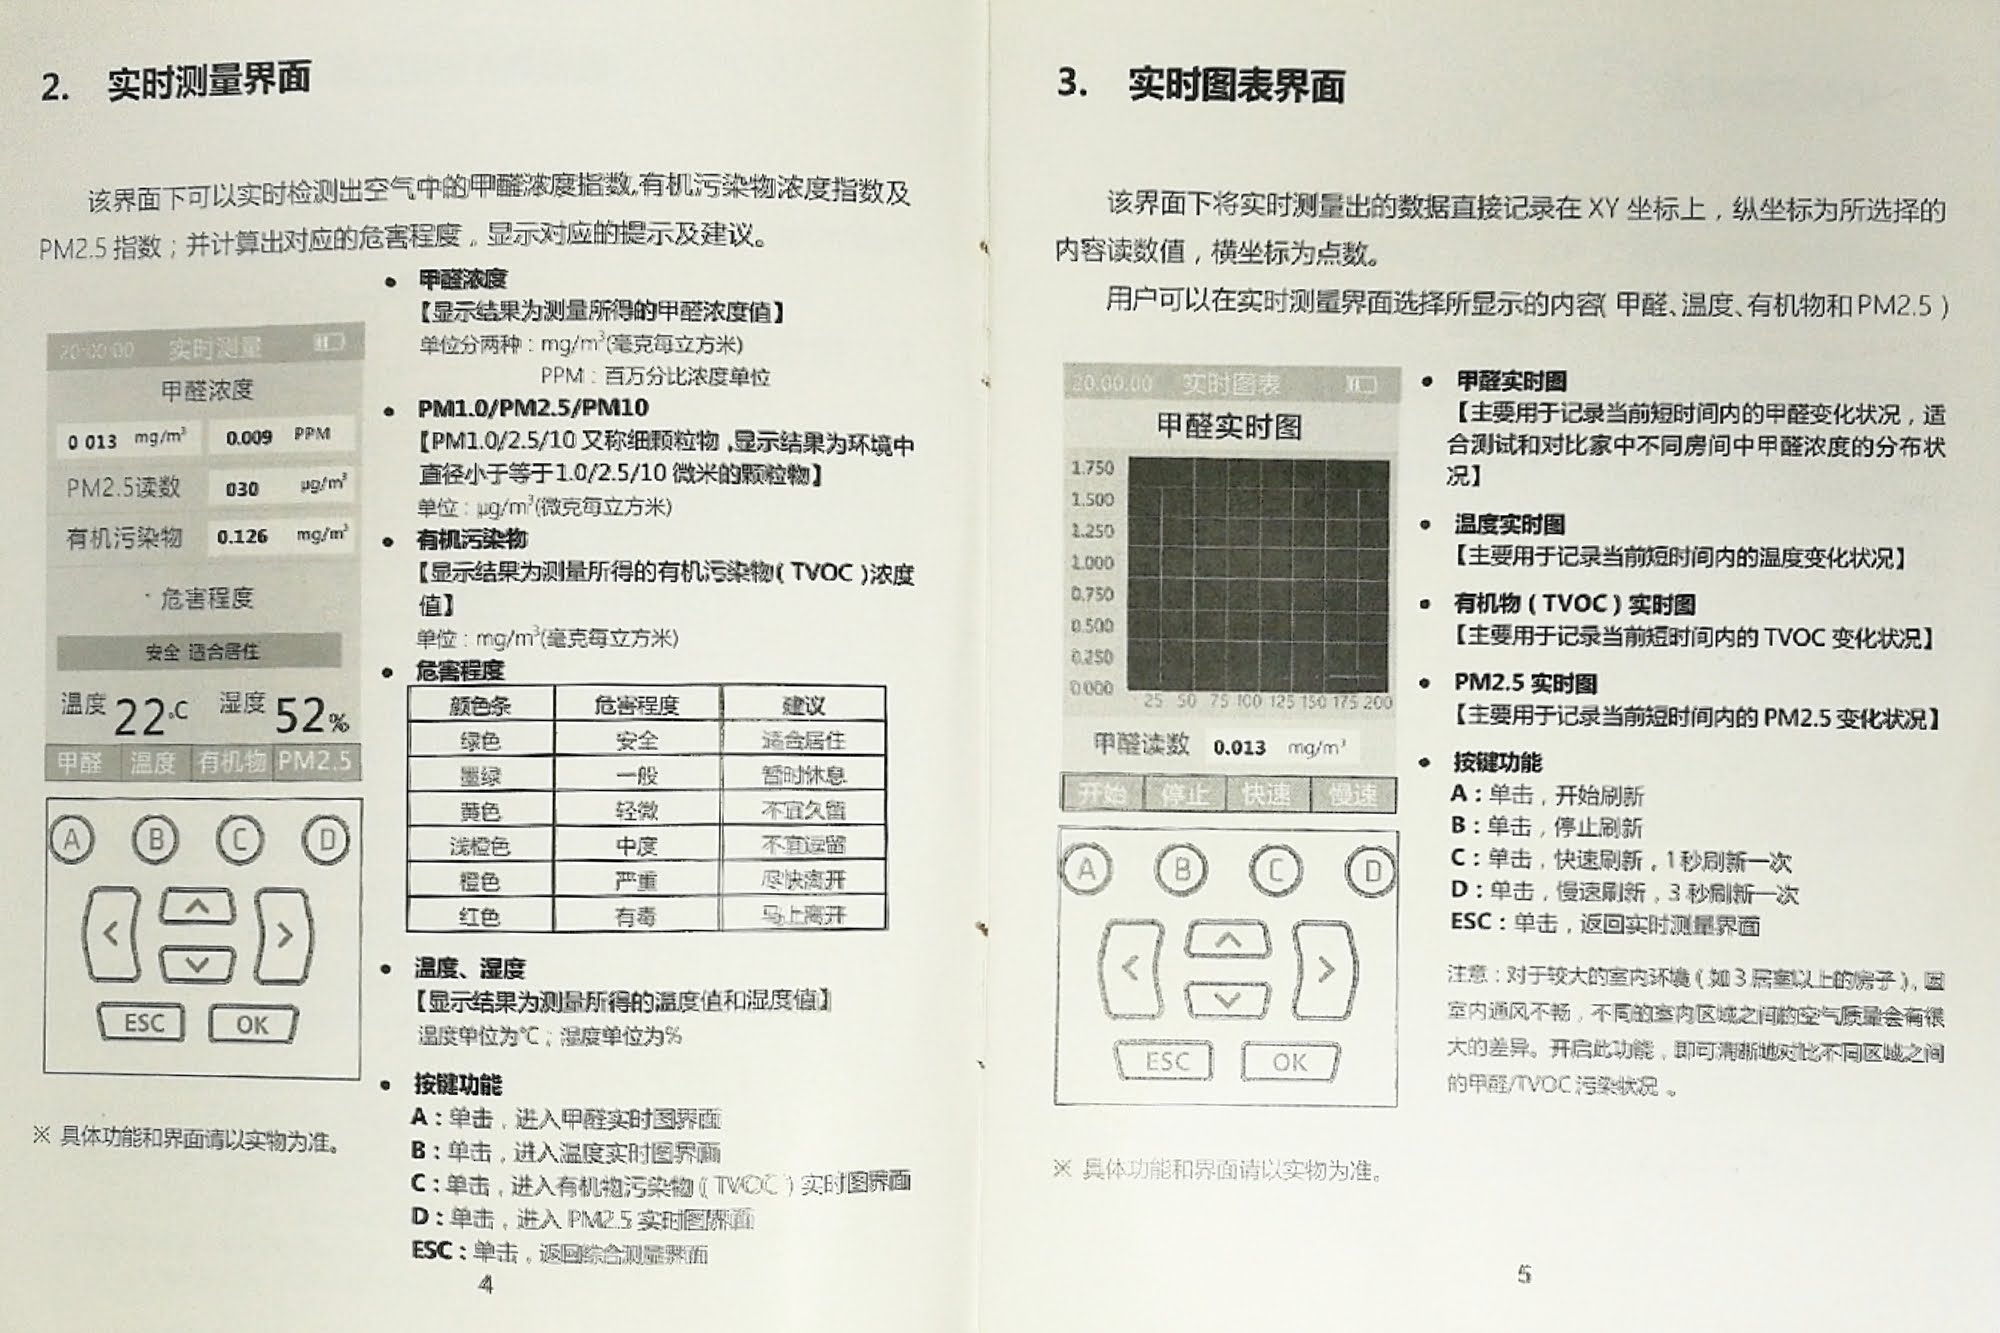 2. 实时测量界面
该界面下可以实时检测出空气中的甲醛浓度指数,有机污染物浓度指数及
PM2.5 指数；并计算出对应的危害程度，显示对应的提示及建议。
20:00:00 实时测量
甲醛浓度
0 013 mg/m³ 0.009 PPM
PM2.5读数 030 μg/m³
有机污染物 0.126 mg/m³
危害程度
安全 适合居住
温度 22℃ 湿度 52%
甲醛 温度 有机物 PM2.5
A B C D
< ^ v >
ESC OK
※ 具体功能和界面请以实物为准。
• 甲醛浓度
【显示结果为测量所得的甲醛浓度值】
单位分两种：mg/m³(毫克每立方米)
PPM：百万分比浓度单位
• PM1.0/PM2.5/PM10
【PM1.0/2.5/10 又称细颗粒物,显示结果为环境中
直径小于等于1.0/2.5/10 微米的颗粒物】
单位：μg/m³(微克每立方米)
• 有机污染物
【显示结果为测量所得的有机污染物（TVOC）浓度
值】
单位：mg/m³(毫克每立方米)
• 危害程度
颜色条 危害程度 建议
绿色 安全 适合居住
墨绿 一般 暂时休息
黄色 轻微 不宜久留
浅橙色 中度 不宜逗留
橙色 严重 尽快离开
红色 有毒 马上离开
• 温度、湿度
【显示结果为测量所得的温度值和湿度值】
温度单位为℃；湿度单位为%
• 按键功能
A：单击，进入甲醛实时图界面
B：单击，进入温度实时图界面
C：单击，进入有机物污染物（TVOC）实时图界面
D：单击，进入 PM2.5 实时图界面
ESC：单击，返回综合测量界面
4
3. 实时图表界面
该界面下将实时测量出的数据直接记录在 XY 坐标上，纵坐标为所选择的
内容读数值，横坐标为点数。
用户可以在实时测量界面选择所显示的内容（甲醛、温度、有机物和PM2.5）
20:00:00 实时图表
甲醛实时图
1.750
1.500
1.250
1.000
0.750
0.500
0.250
0.000
25 50 75 100 125 150 175 200
甲醛读数 0.013 mg/m³
开始 停止 快速 慢速
A B C D
< ^ v >
ESC OK
※ 具体功能和界面请以实物为准。
• 甲醛实时图
【主要用于记录当前短时间内的甲醛变化状况，适
合测试和对比家中不同房间中甲醛浓度的分布状
况】
• 温度实时图
【主要用于记录当前短时间内的温度变化状况】
• 有机物（TVOC）实时图
【主要用于记录当前短时间内的 TVOC 变化状况】
• PM2.5 实时图
【主要用于记录当前短时间内的 PM2.5 变化状况】
• 按键功能
A：单击，开始刷新
B：单击，停止刷新
C：单击，快速刷新，1 秒刷新一次
D：单击，慢速刷新，3 秒刷新一次
ESC：单击，返回实时测量界面
注意：对于较大的室内环境（如 3 居室以上的房子），因
室内通风不畅，不同的室内区域之间的空气质量会有很
大的差异。开启此功能，即可清晰地对比不同区域之间
的甲醛/TVOC 污染状况 。
5